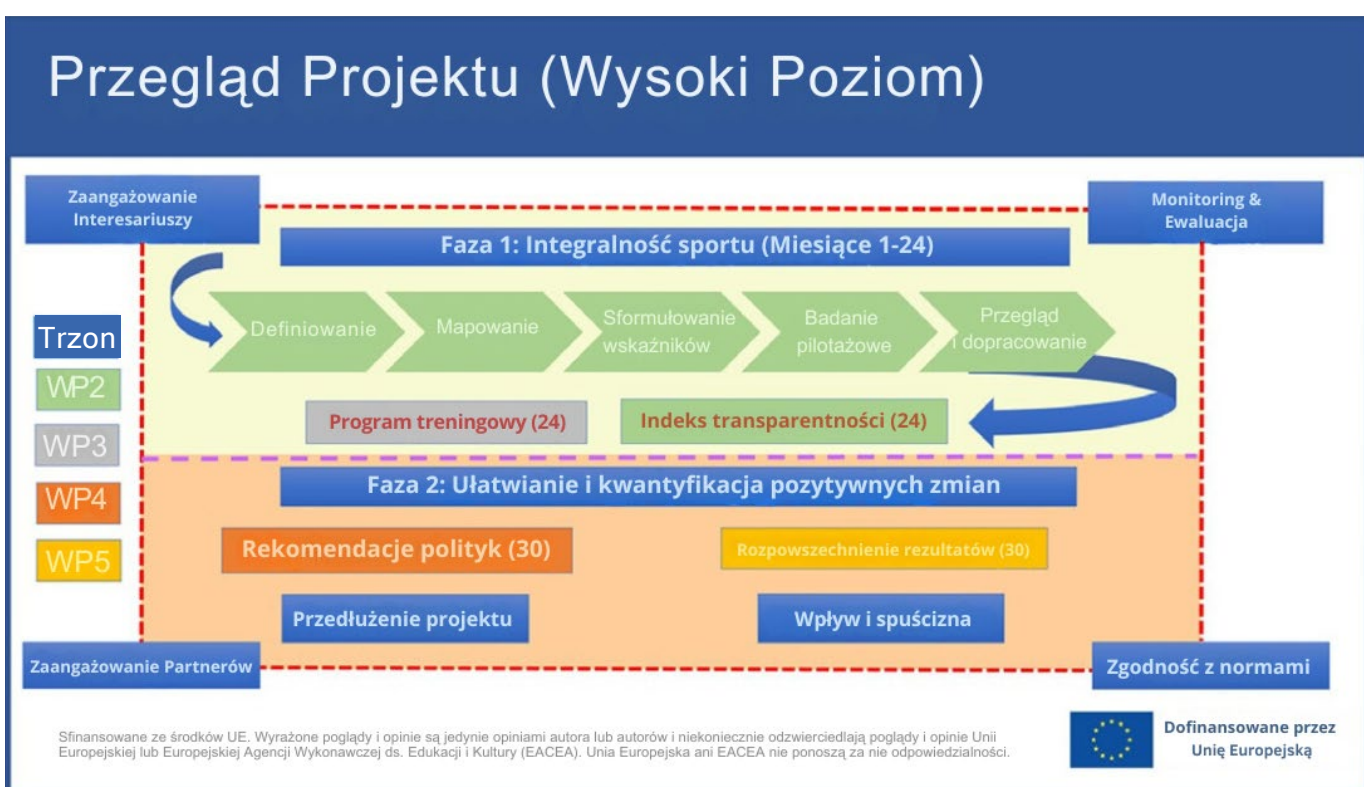 Przegląd Projektu (Wysoki Poziom)
Zaangażowanie
Interesariuszy
Monitoring &
Ewaluacja
Faza 1: Integralność sportu (Miesiące 1-24)
Definiowanie
Mapowanie
Sformułowanie
wskaźników
Badanie
pilotażowe
Przegląd
i dopracowanie
Trzon
WP2
WP3
WP4
WP5
Program treningowy (24)
Indeks transparentności (24)
Faza 2: Ułatwianie i kwantyfikacja pozytywnych zmian
Rekomendacje polityk (30)
Rozpowszechnienie rezultatów (30)
Przedłużenie projektu
Wpływ i spuścizna
Zaangażowanie Partnerów
Zgodność z normami
Sfinansowane ze środków UE. Wyrażone poglądy i opinie są jedynie opiniami autora lub autorów i niekoniecznie odzwierciedlają poglądy i opinie Unii
Europejskiej lub Europejskiej Agencji Wykonawczej ds. Edukacji i Kultury (EACEA). Unia Europejska ani EACEA nie ponoszą za nie odpowiedzialności.
Dofinansowane przez
Unię Europejską